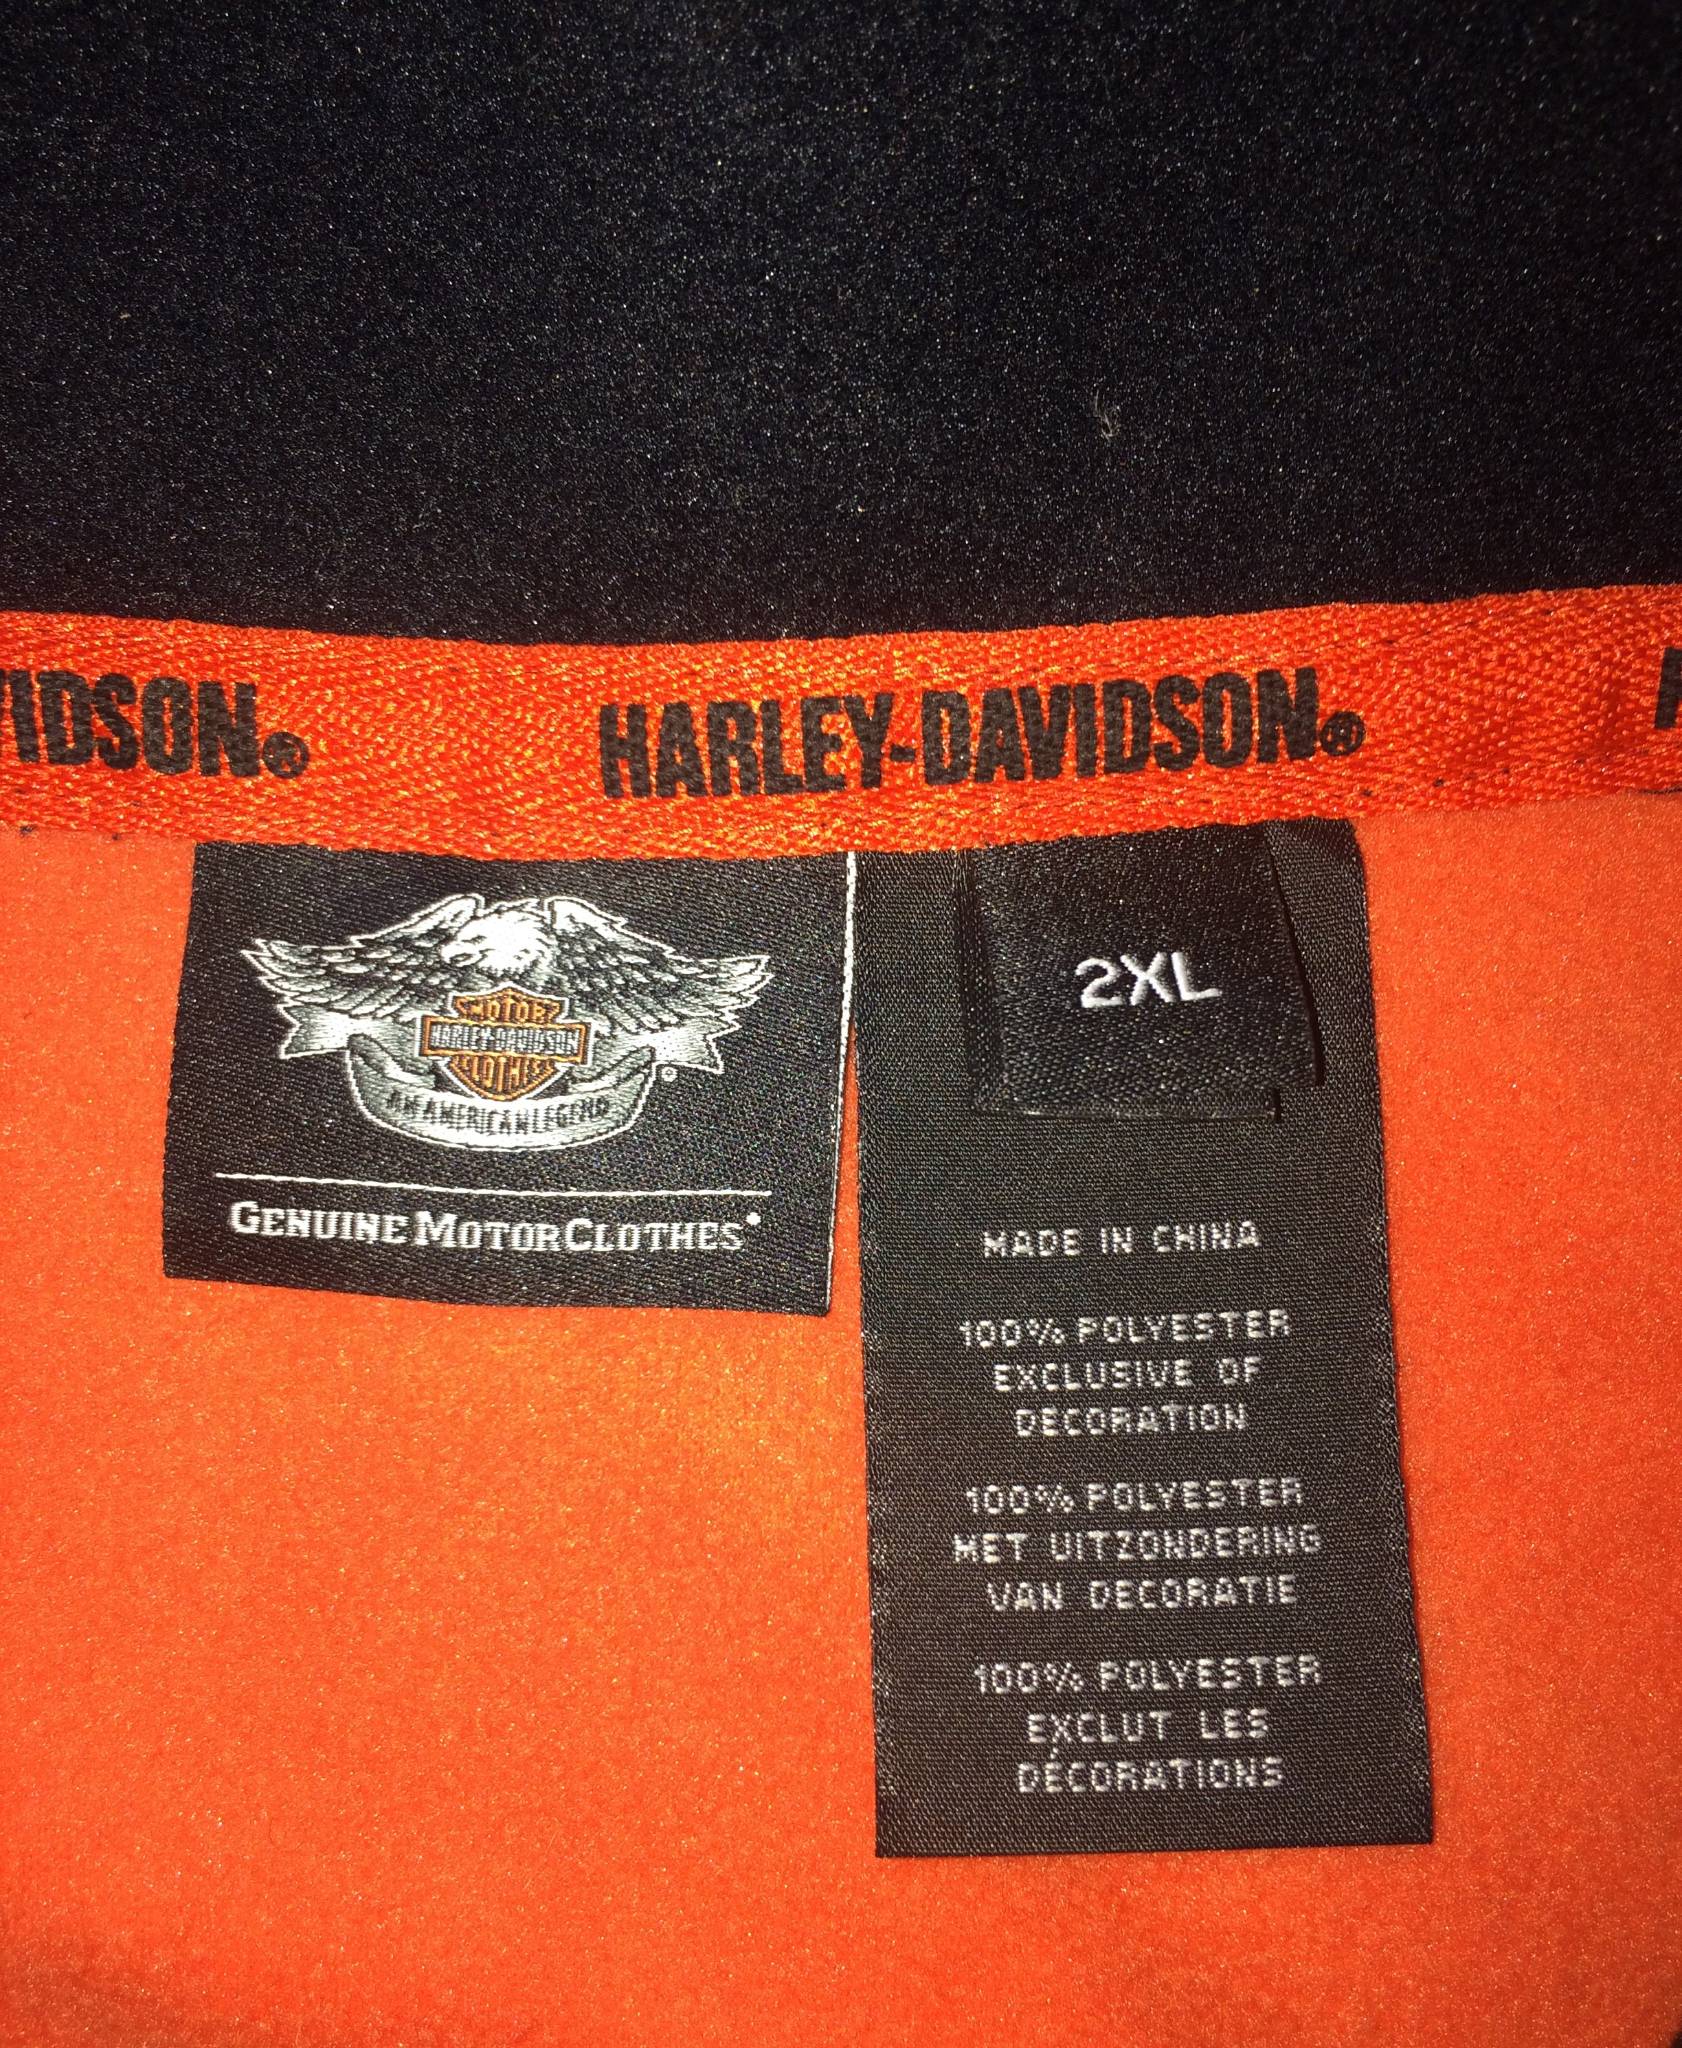 VIDSON®
HARLEY-DAVIDSON®
H
MOTOR
HARLEY-DAVIDSON
CLOTHES
AN AMERICAN LEGEND
®
GENUINE MOTORCLOTHES®
2XL
MADE IN CHINA
100% POLYESTER
EXCLUSIVE OF
DECORATION
100% POLYESTER
MET UITZONDERING
VAN DECORATIE
100% POLYESTER
EXCLUT LES
DÉCORATIONS